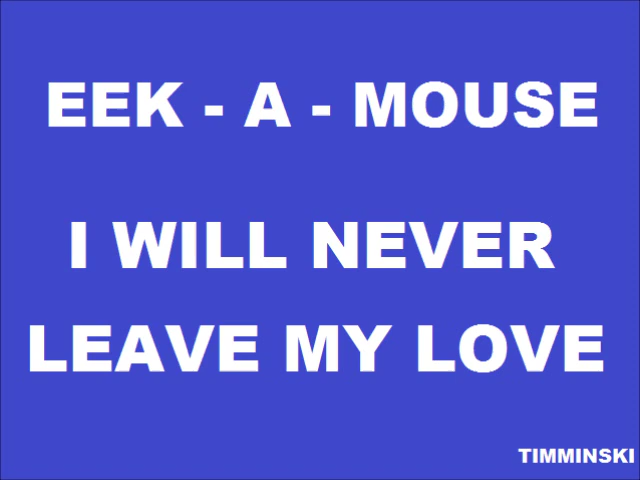 EEK - A - MOUSE
I WILL NEVER
LEAVE MY LOVE
TIMMINSKI